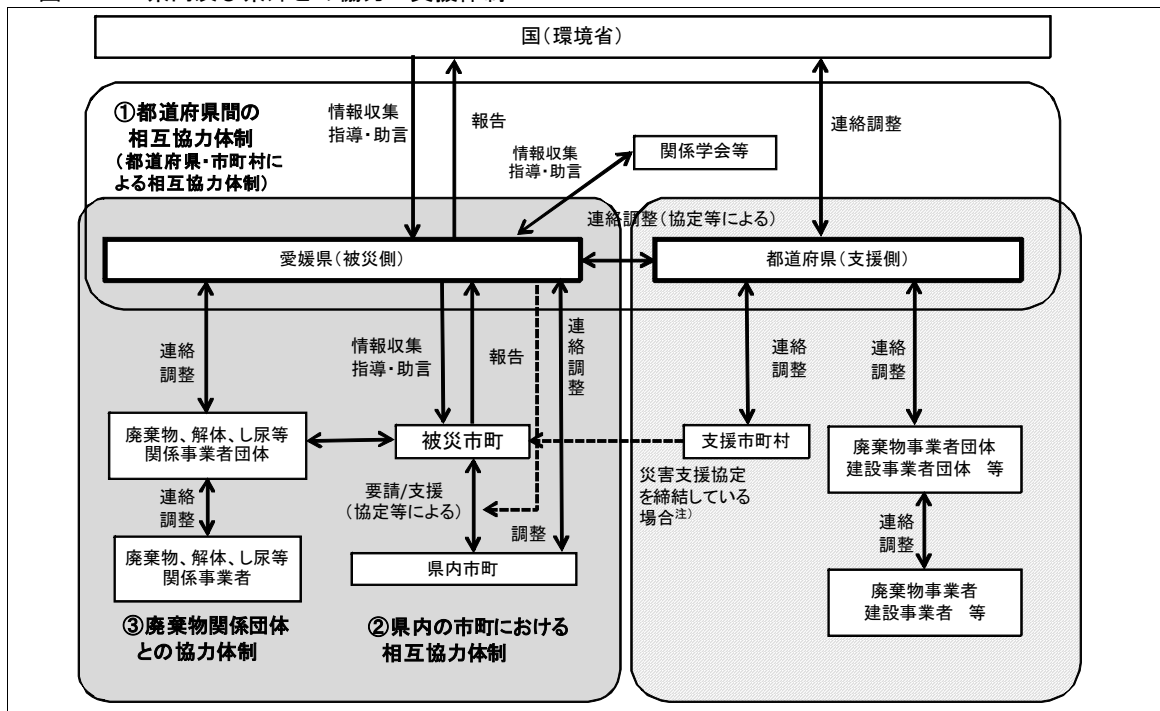 国（環境省）
①都道府県間の
相互協力体制
（都道府県・市町村に
よる相互協力体制）
情報収集
指導・助言
報告
連絡調整
情報収集
指導・助言
関係学会等
連絡調整（協定等による）
愛媛県（被災側）
都道府県（支援側）
連絡
調整
情報収集
指導・助言
報告
連絡調整
連絡
調整
連絡
調整
廃棄物、解体、し尿等
関係事業者団体
被災市町
支援市町村
廃棄物事業者団体
建設事業者団体　等
連絡
調整
要請/支援
（協定等による）
調整
災害支援協定
を締結している
場合注）
連絡
調整
廃棄物、解体、し尿等
関係事業者
県内市町
廃棄物事業者
建設事業者　等
③廃棄物関係団体
との協力体制
②県内の市町における
相互協力体制